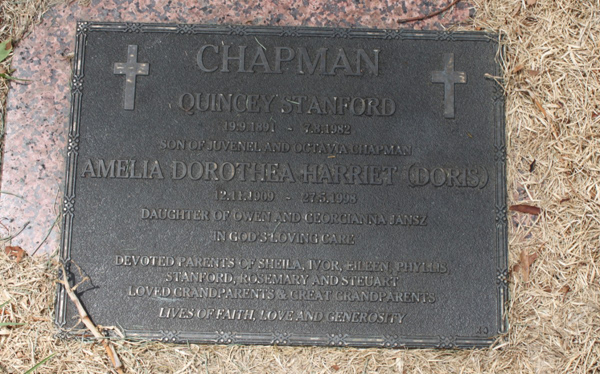 CHAPMAN
QUINCEY STANFORD
19.9.1891 - 7.3.1982
SON OF JUVENEL AND OCTAVIA CHAPMAN
AMELIA DOROTHEA HARRIET (DORIS)
12.11.1909 - 27.5.1998
DAUGHTER OF OWEN AND GEORGIANNA JANSZ
IN GOD'S LOVING CARE
DEVOTED PARENTS OF SHEILA, IVOR, EILEEN, PHYLLIS,
STANFORD, ROSEMARY AND STEUART
LOVED GRANDPARENTS & GREAT GRANDPARENTS
LIVES OF FAITH, LOVE AND GENEROSITY